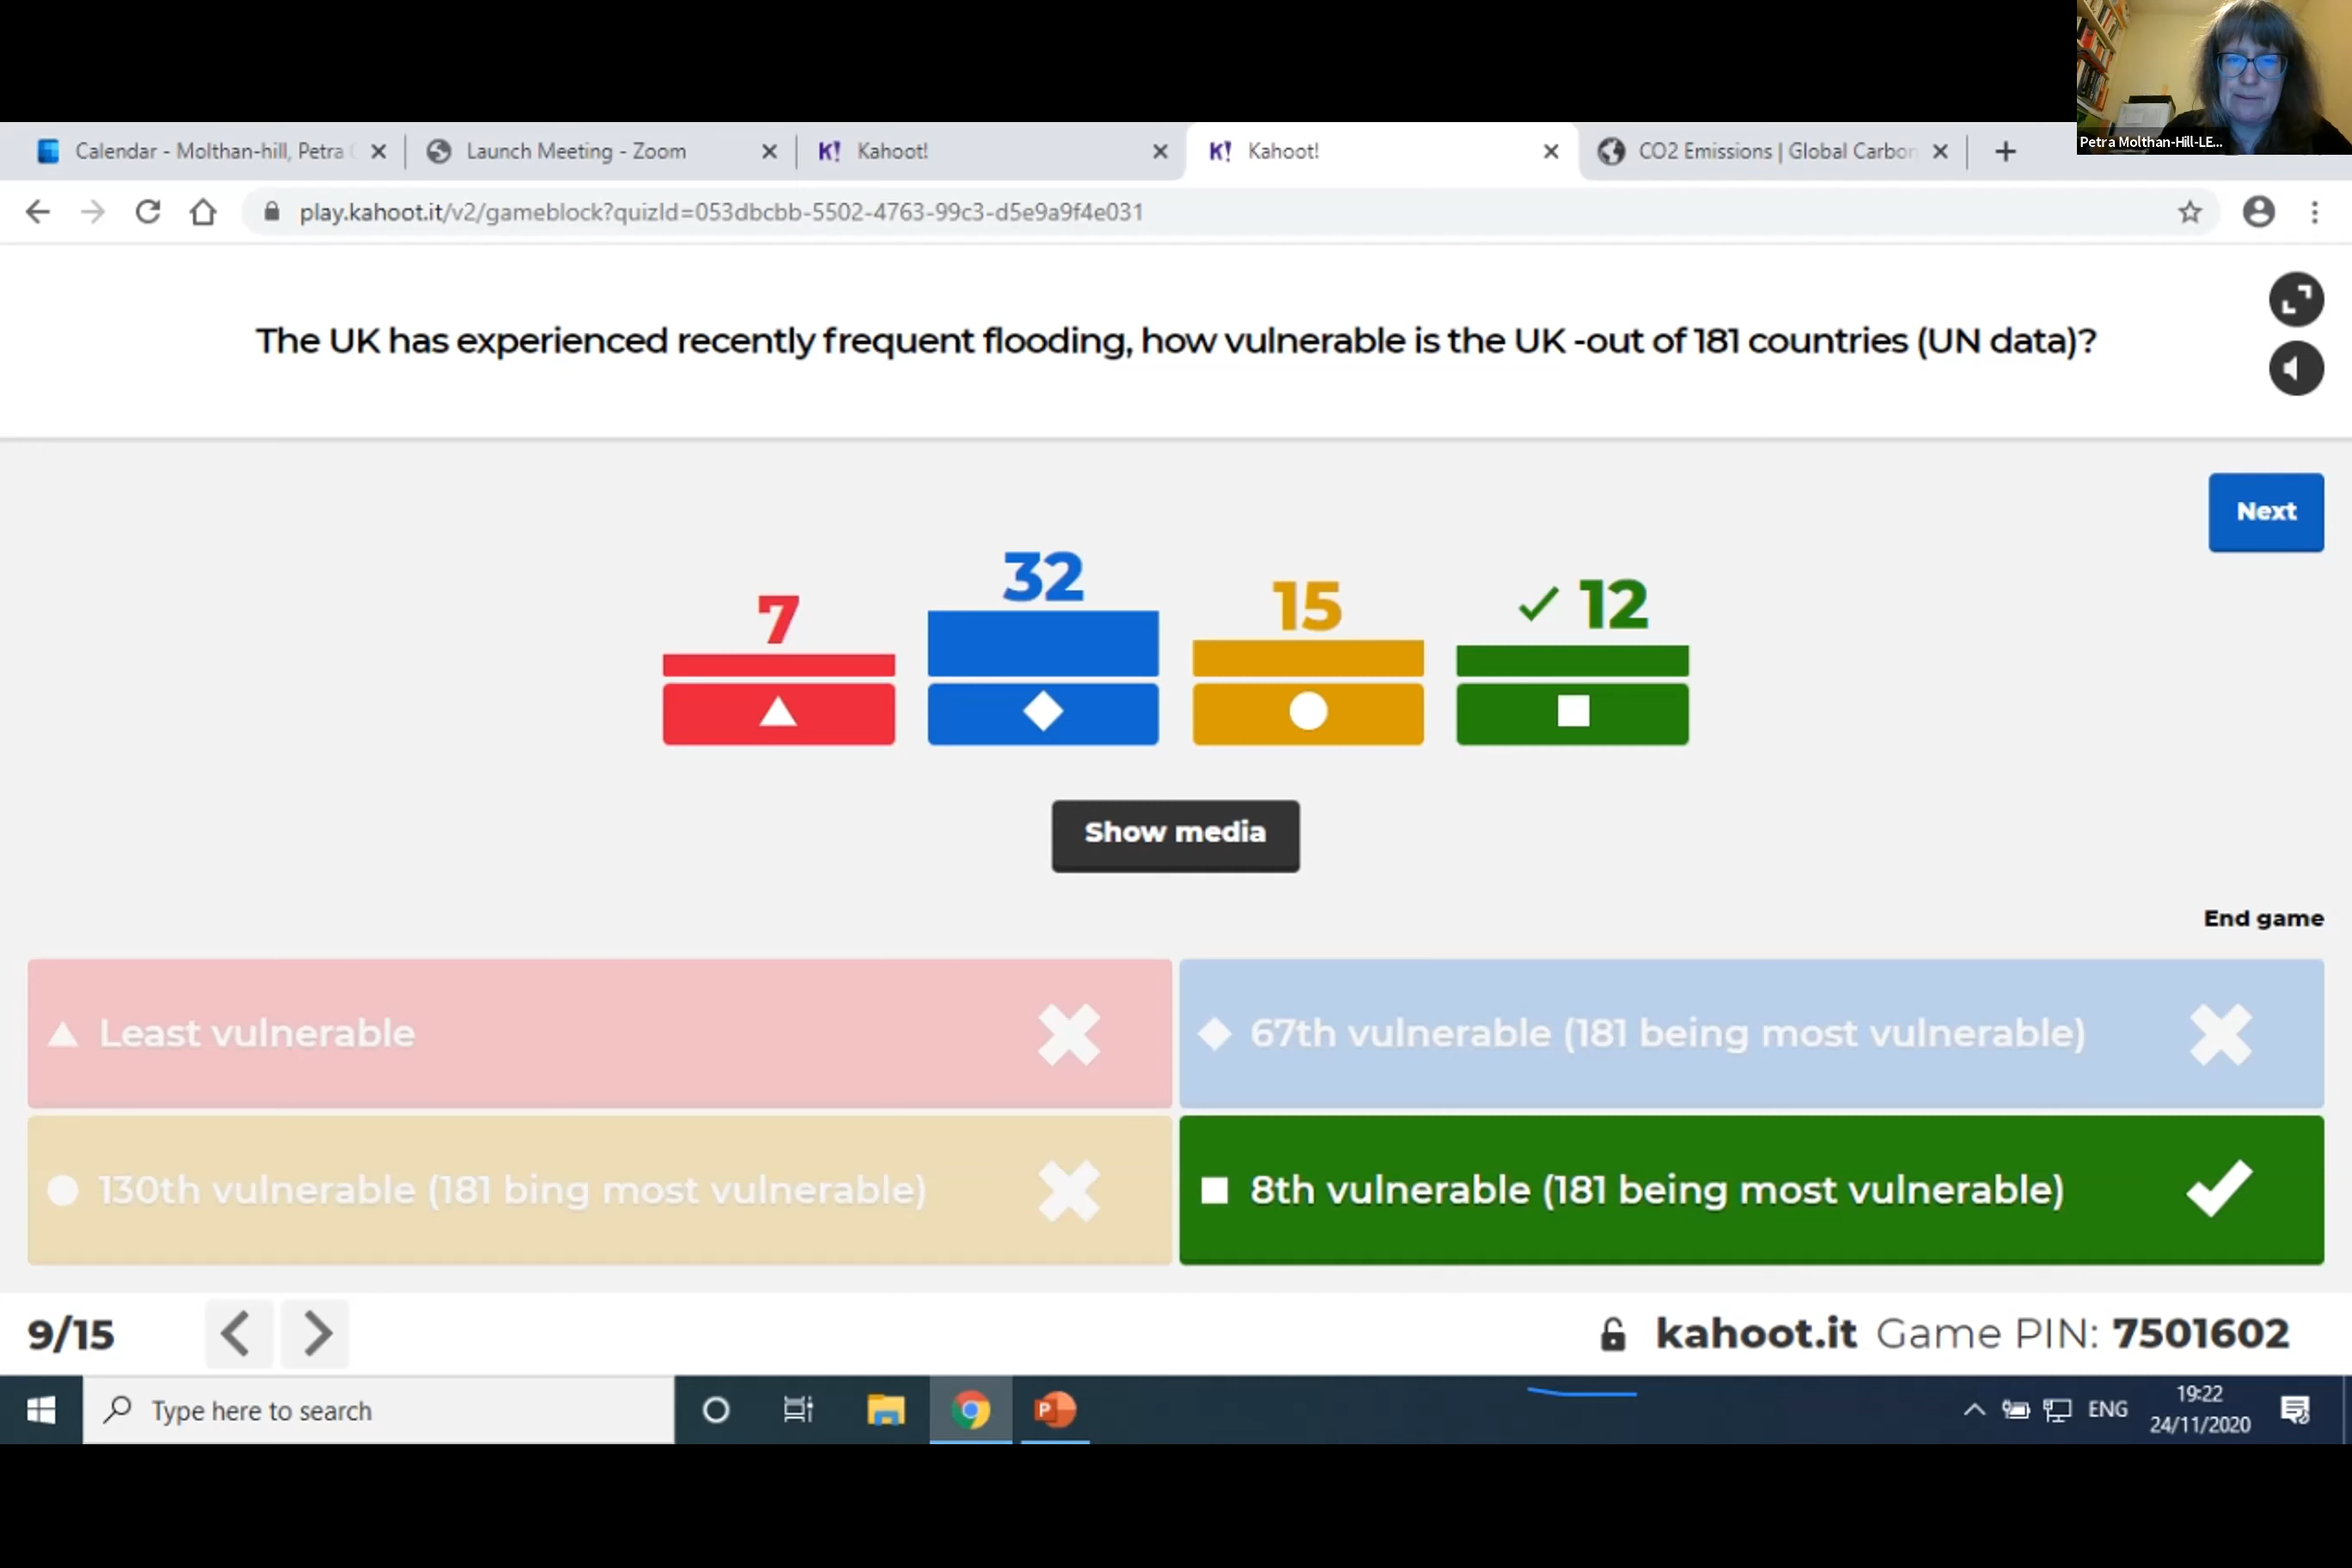 Petra Molthan-Hill-LE...
Calendar - Molthan-hill, Petra
Launch Meeting - Zoom
K! Kahoot!
K! Kahoot!
CO2 Emissions | Global Carbon
play.kahoot.it/v2/gameblock?quizId=053dbcbb-5502-4763-99c3-d5e9a9f4e031
The UK has experienced recently frequent flooding, how vulnerable is the UK -out of 181 countries (UN data)?
Next
7
32
15
12
Show media
End game
Least vulnerable
67th vulnerable (181 being most vulnerable)
130th vulnerable (181 bing most vulnerable)
8th vulnerable (181 being most vulnerable)
9/15
kahoot.it Game PIN: 7501602
Type here to search
P
ENG
19:22
24/11/2020